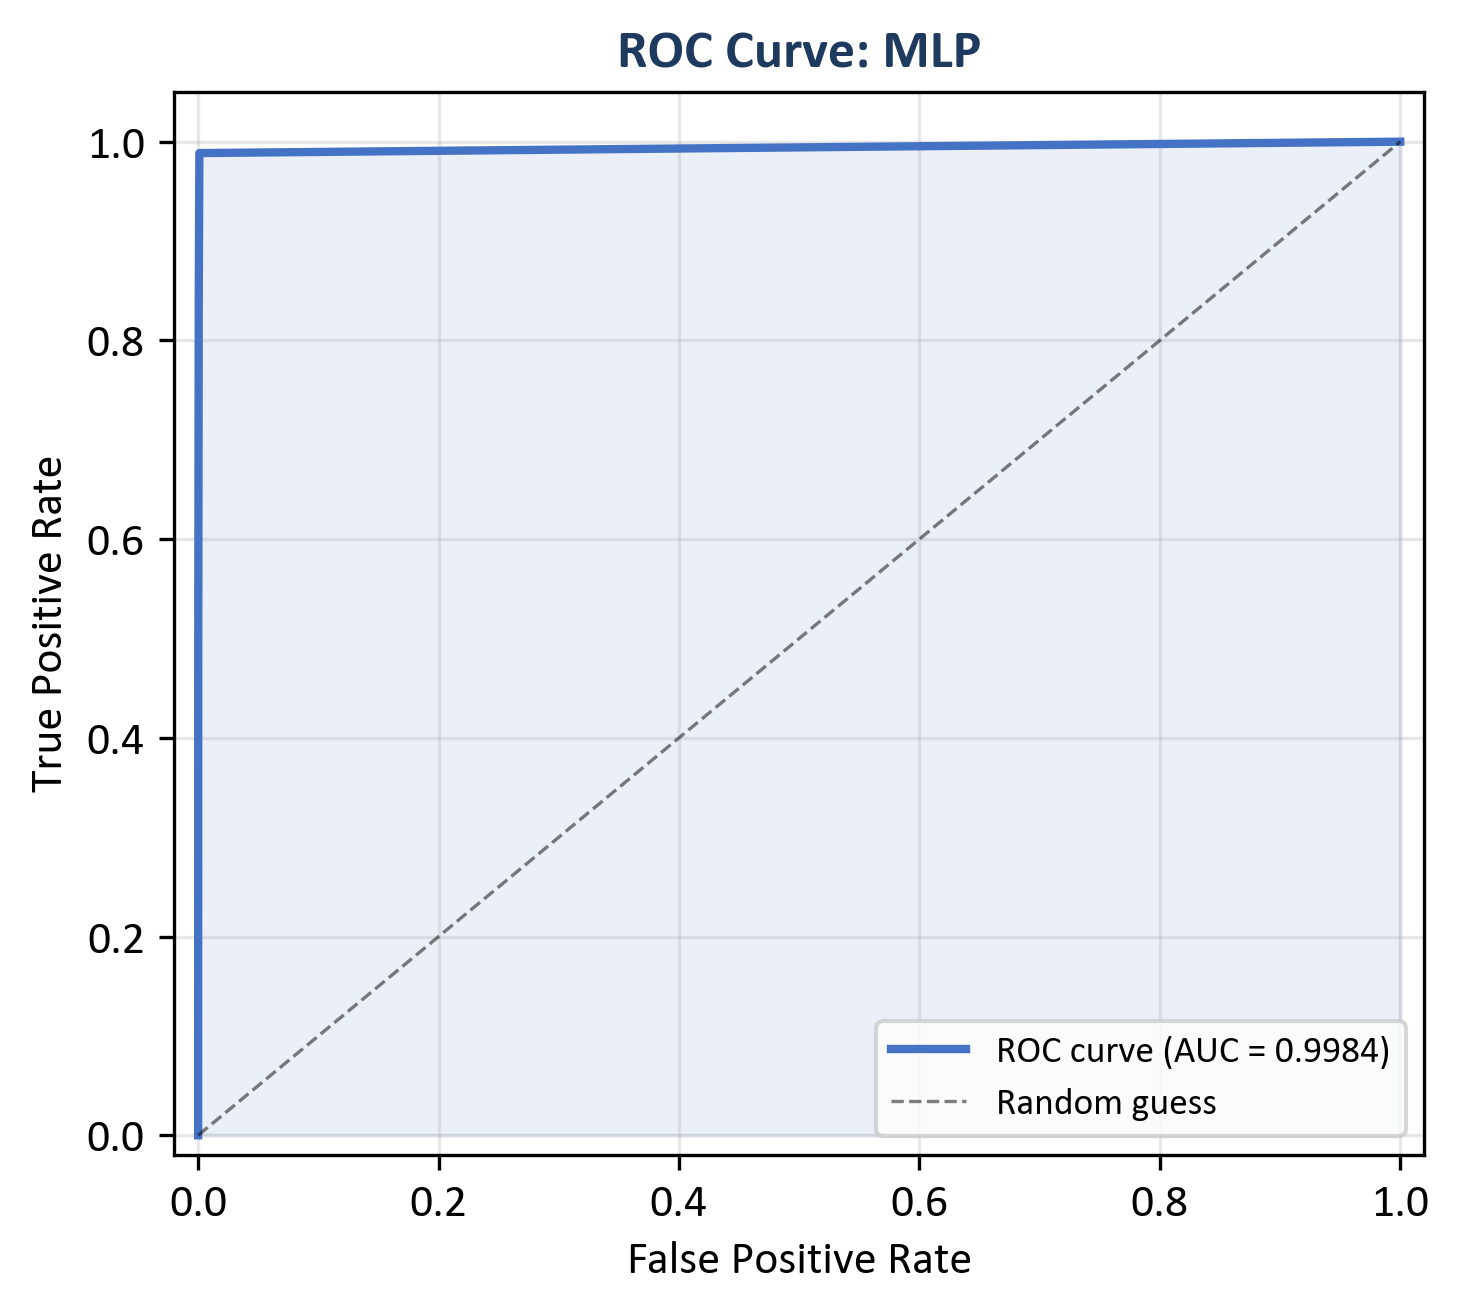 ROC Curve: MLP
True Positive Rate
1.0
0.8
0.6
0.4
0.2
0.0
ROC curve (AUC = 0.9984)
Random guess
0.0 0.2 0.4 0.6 0.8 1.0
False Positive Rate